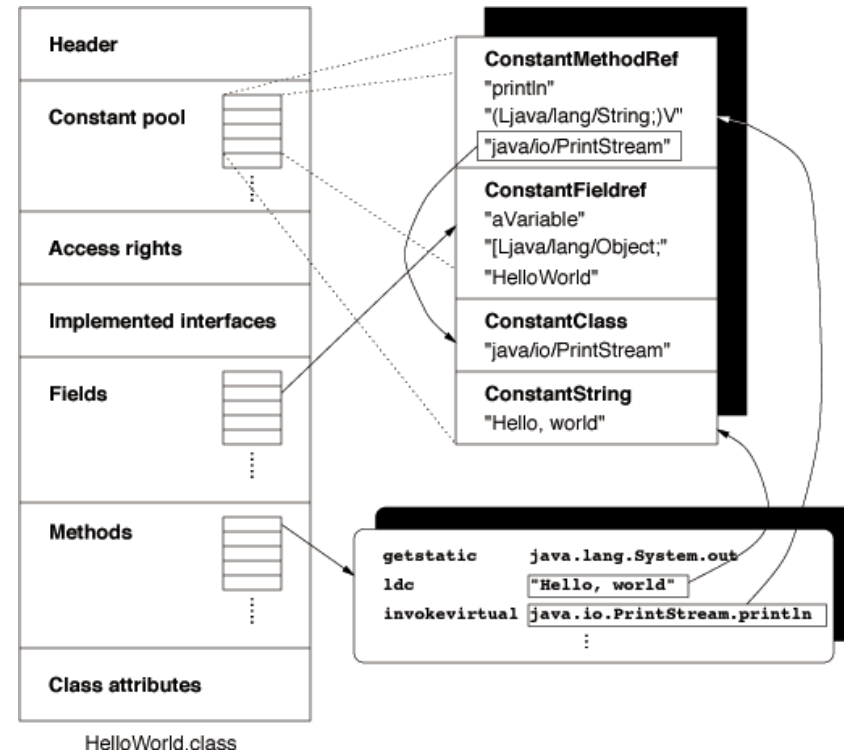 Header
Constant pool
Access rights
Implemented interfaces
Fields
Methods
Class attributes
HelloWorld.class
ConstantMethodRef
"println"
"(Ljava/lang/String;)V"
"java/io/PrintStream"
ConstantFieldref
"aVariable"
"[Ljava/lang/Object;"
"HelloWorld"
ConstantClass
"java/io/PrintStream"
ConstantString
"Hello, world"
getstatic java.lang.System.out
ldc "Hello, world"
invokevirtual java.io.PrintStream.println